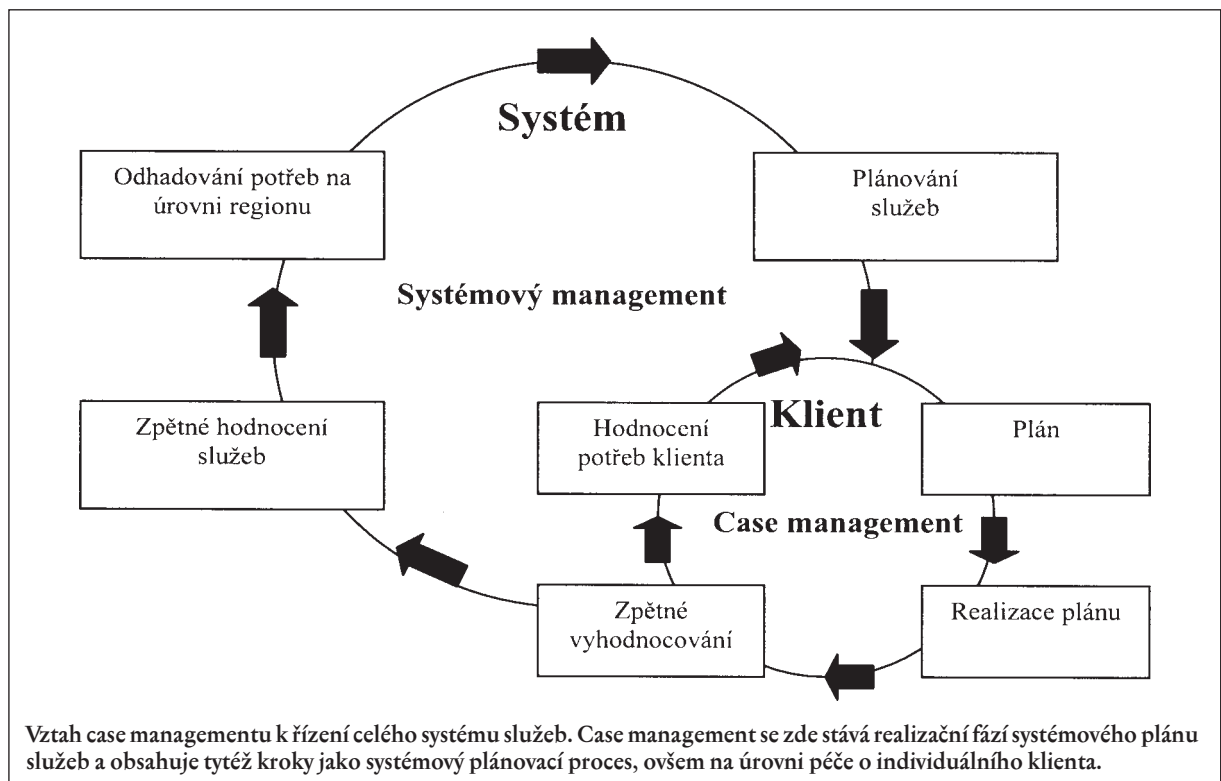 Systém
Odhadování potřeb na
úrovni regionu
Plánování
služeb
Systémový management
Zpětné hodnocení
služeb
Hodnocení
potřeb klienta
Klient
Plán
Case management
Zpětné
vyhodnocování
Realizace plánu
Vztah case managementu k řízení celého systému služeb. Case management se zde stává realizační fází systémového plánu
služeb a obsahuje tytéž kroky jako systémový plánovací proces, ovšem na úrovni péče o individuálního klienta.